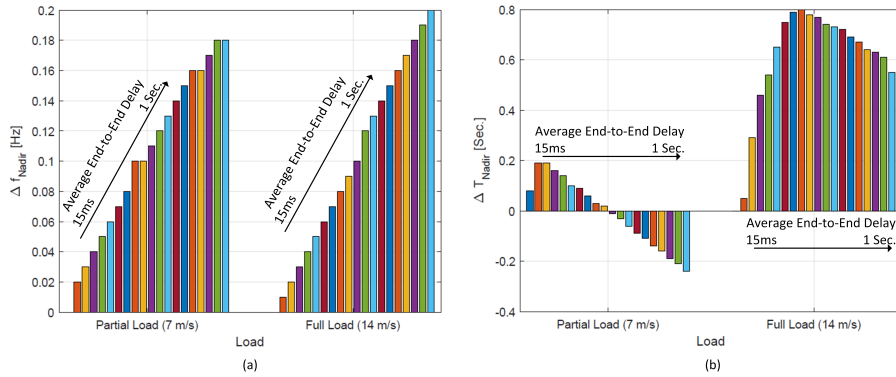 0.2
0.18
0.16
0.14
0.12
0.1
0.08
0.06
0.04
0.02
0
Δ f_Nadir [Hz]
Average End-to-End Delay
15ms 1 Sec.
Average End-to-End Delay
15ms 1 Sec.
Partial Load (7 m/s) Full Load (14 m/s)
Load
(a)
0.8
0.6
0.4
0.2
0
-0.2
-0.4
Δ T_Nadir [Sec.]
Average End-to-End Delay
15ms 1 Sec.
Average End-to-End Delay
15ms 1 Sec.
Partial Load (7 m/s) Full Load (14 m/s)
Load
(b)